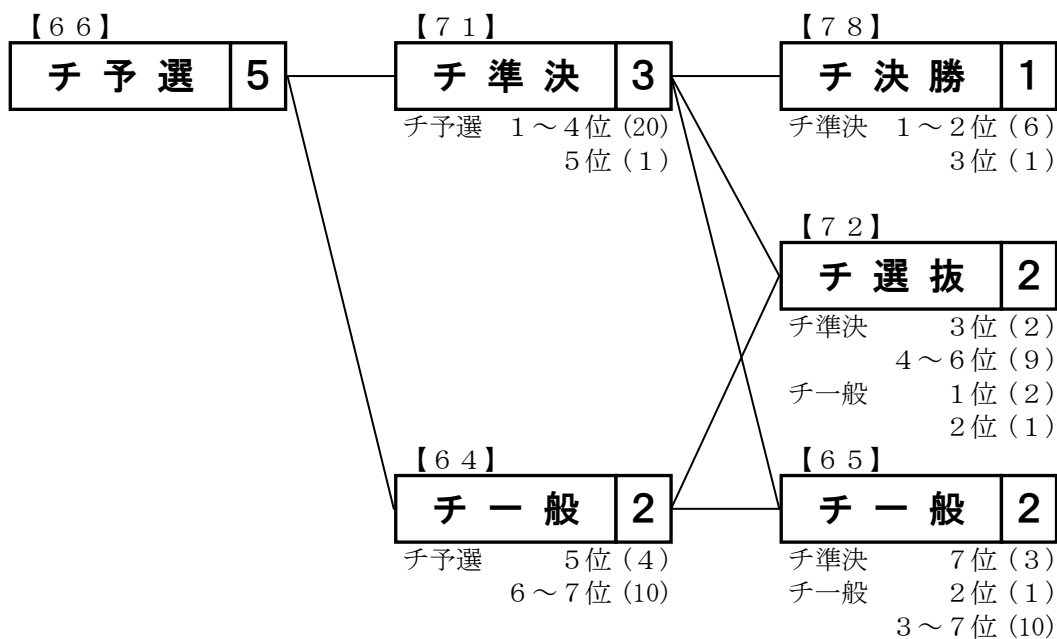 【６６】
チ 予 選 5
【７１】
チ 準 決 3
チ予選 １～４位 (20)
５位 (１)
【７８】
チ 決 勝 1
チ準決 １～２位 (６)
３位 (１)
【７２】
チ 選 抜 2
チ準決 ３位 (２)
４～６位 (９)
チ一般 １位 (２)
２位 (１)
【６４】
チ 一 般 2
チ予選 ５位 (４)
６～７位 (10)
【６５】
チ 一 般 2
チ準決 ７位 (３)
チ一般 ２位 (１)
３～７位 (10)